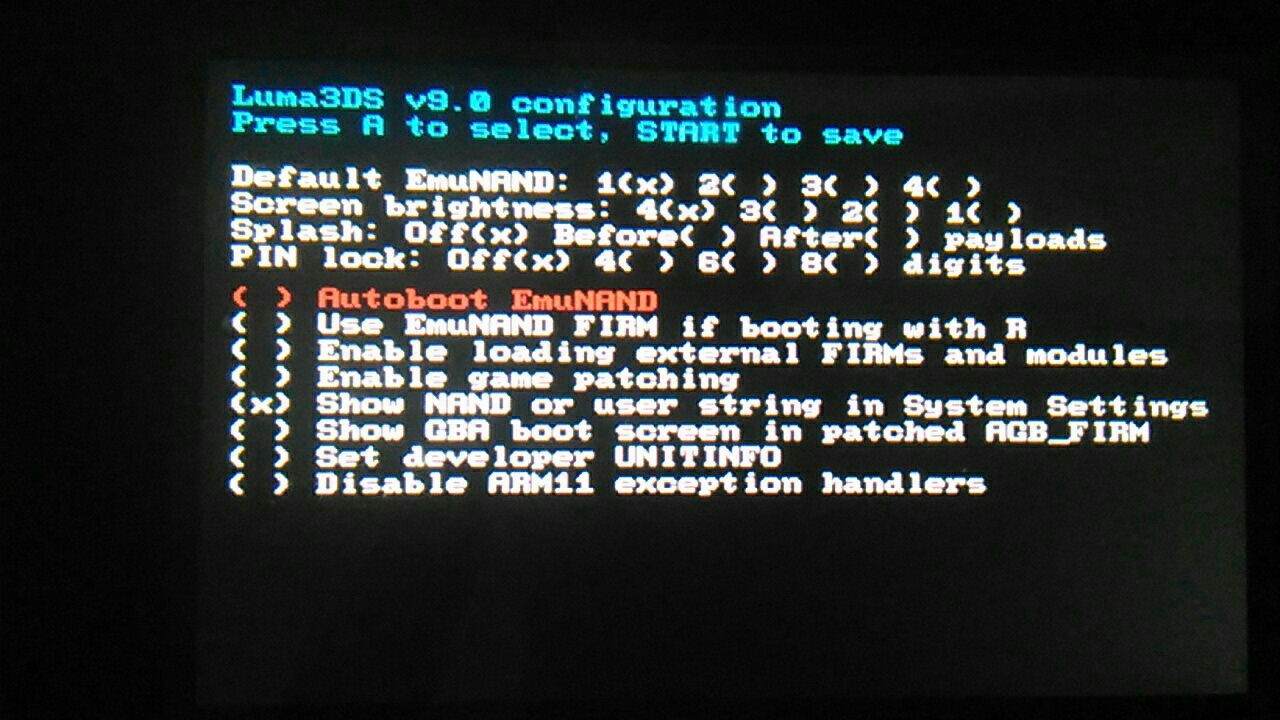 Luma3DS v9.0 configuration
Press A to select, START to save
Default EmuNAND: 1(x) 2( ) 3( ) 4( )
Screen brightness: 4(x) 3( ) 2( ) 1( )
Splash: Off(x) Before( ) After( ) payloads
PIN lock: Off(x) 4( ) 6( ) 8( ) digits
( ) Autoboot EmuNAND
( ) Use EmuNAND FIRM if booting with R
( ) Enable loading external FIRMs and modules
( ) Enable game patching
(x) Show NAND or user string in System Settings
( ) Show GBA boot screen in patched AGB_FIRM
( ) Set developer UNITINFO
( ) Disable ARM11 exception handlers